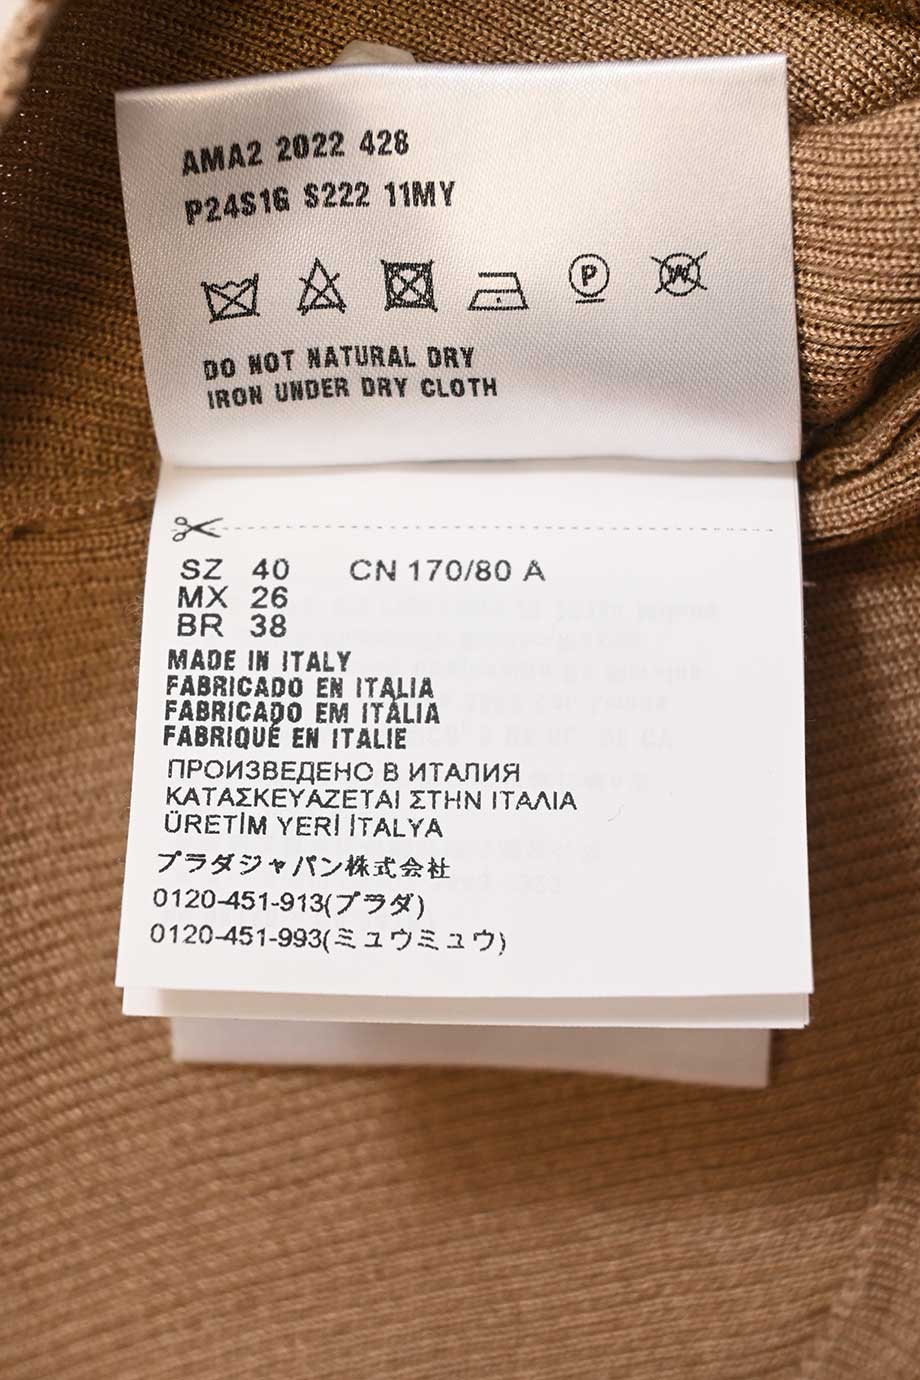 AMA2 2022 428
P24S1G S222 11MY
P W
DO NOT NATURAL DRY
IRON UNDER DRY CLOTH
SZ 40 CN 170/80 A
MX 26
BR 38
MADE IN ITALY
FABRICADO EN ITALIA
FABRICADO EM ITÁLIA
FABRIQUÉ EN ITALIE
ПРОИЗВЕДЕНО В ИТАЛИЯ
ΚΑΤΑΣΚΕΥΑΖΕΤΑΙ ΣΤΗΝ ΙΤΑΛΙΑ
ÜRETİM YERİ İTALYA
プラダジャパン株式会社
0120-451-913(プラダ)
0120-451-993(ミュウミュウ)